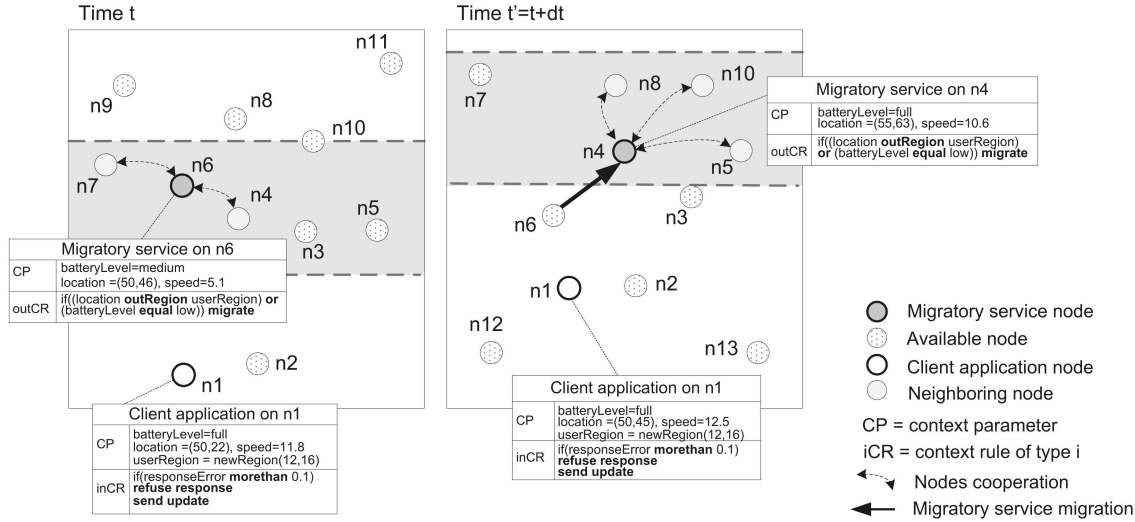 Time t
n11
n9
n8
n10
n6
n7
n4
n5
n3
Migratory service on n6
CP
batteryLevel=medium
location =(50,46), speed=5.1
outCR
if((location outRegion userRegion) or
(batteryLevel equal low)) migrate
n2
n1
Client application on n1
CP
batteryLevel=full
location =(50,22), speed=11.8
userRegion = newRegion(12,16)
inCR
if(responseError morethan 0.1)
refuse response
send update
Time t'=t+dt
n7
n8
n10
n4
n5
n6
n3
Migratory service on n4
CP
batteryLevel=full
location =(55,63), speed=10.6
outCR
if((location outRegion userRegion)
or (batteryLevel equal low)) migrate
n1
n2
n12
n13
Client application on n1
CP
batteryLevel=full
location =(50,45), speed=12.5
userRegion = newRegion(12,16)
inCR
if(responseError morethan 0.1)
refuse response
send update
Migratory service node
Available node
Client application node
Neighboring node
CP = context parameter
iCR = context rule of type i
Nodes cooperation
Migratory service migration